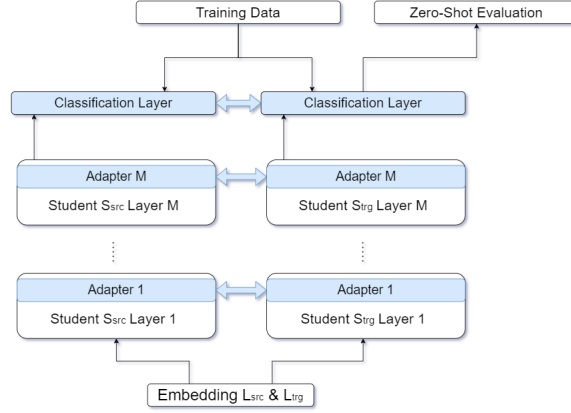 Training Data
Zero-Shot Evaluation
Classification Layer
Classification Layer
Adapter M
Adapter M
Student Ssrc Layer M
Student Strg Layer M
Adapter 1
Adapter 1
Student Ssrc Layer 1
Student Strg Layer 1
Embedding Lsrc & Ltrg